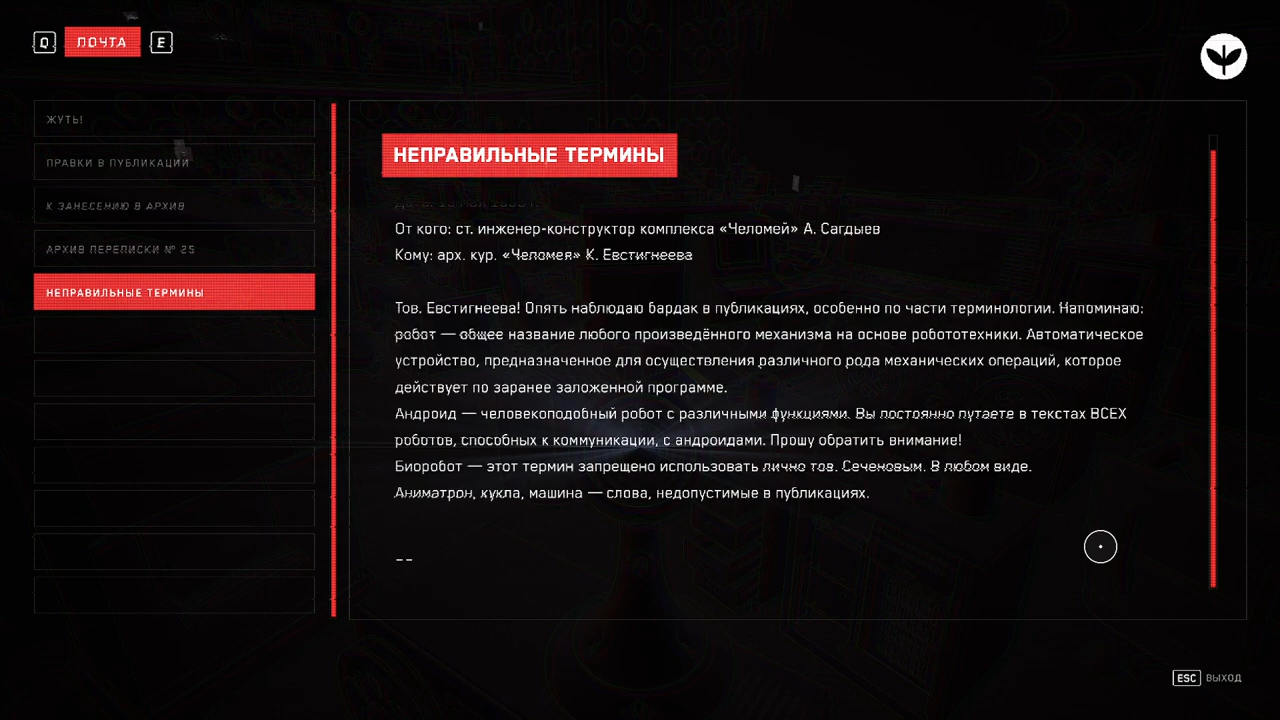 Q ПОЧТА E
ЖУТЬ!
ПРАВКИ В ПУБЛИКАЦИИ
К ЗАНЕСЕНИЮ В АРХИВ
АРХИВ ПЕРЕПИСКИ № 25
НЕПРАВИЛЬНЫЕ ТЕРМИНЫ
НЕПРАВИЛЬНЫЕ ТЕРМИНЫ
От кого: ст. инженер-конструктор комплекса «Челомей» А. Сагдыев
Кому: арх. кур. «Челомея» К. Евстигнеева
Тов. Евстигнеева! Опять наблюдаю бардак в публикациях, особенно по части терминологии. Напоминаю:
робот — общее название любого произведённого механизма на основе робототехники. Автоматическое
устройство, предназначенное для осуществления различного рода механических операций, которое
действует по заранее заложенной программе.
Андроид — человекоподобный робот с различными функциями. Вы постоянно путаете в текстах ВСЕХ
роботов, способных к коммуникации, с андроидами. Прошу обратить внимание!
Биоробот — этот термин запрещено использовать лично тов. Сеченовым. В любом виде.
Аниматрон, кукла, машина — слова, недопустимые в публикациях.
--
ESC ВЫХОД